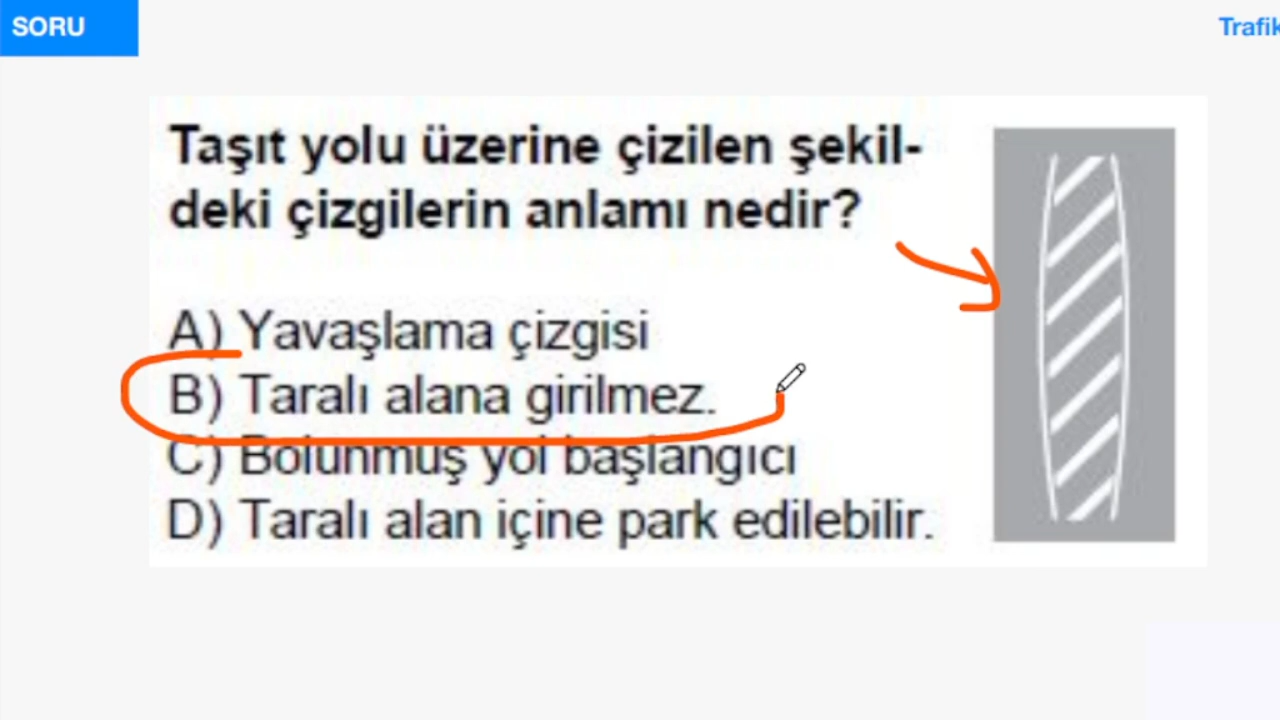 SORU
Trafik
Taşıt yolu üzerine çizilen şekil-
deki çizgilerin anlamı nedir?
A) Yavaşlama çizgisi
B) Taralı alana girilmez.
C) Bölünmüş yol başlangıcı
D) Taralı alan içine park edilebilir.